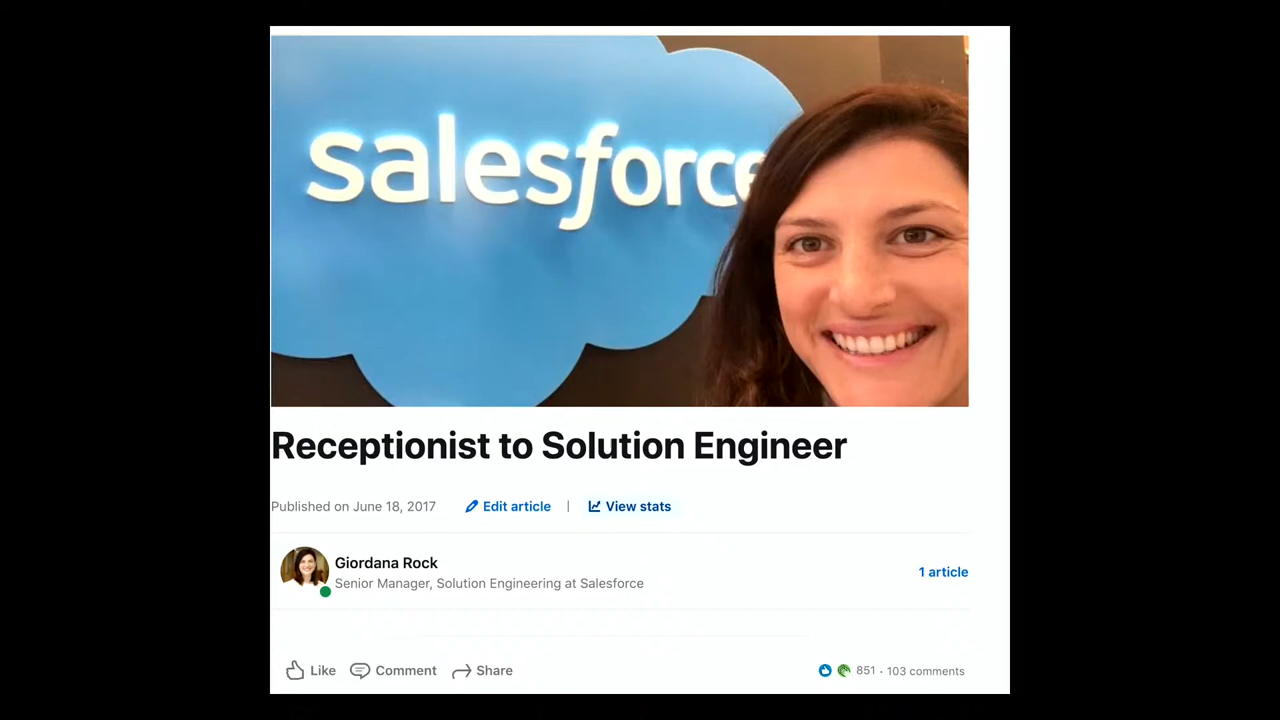 salesforce
Receptionist to Solution Engineer
Published on June 18, 2017 Edit article | View stats
Giordana Rock
Senior Manager, Solution Engineering at Salesforce
1 article
Like Comment Share 851 · 103 comments